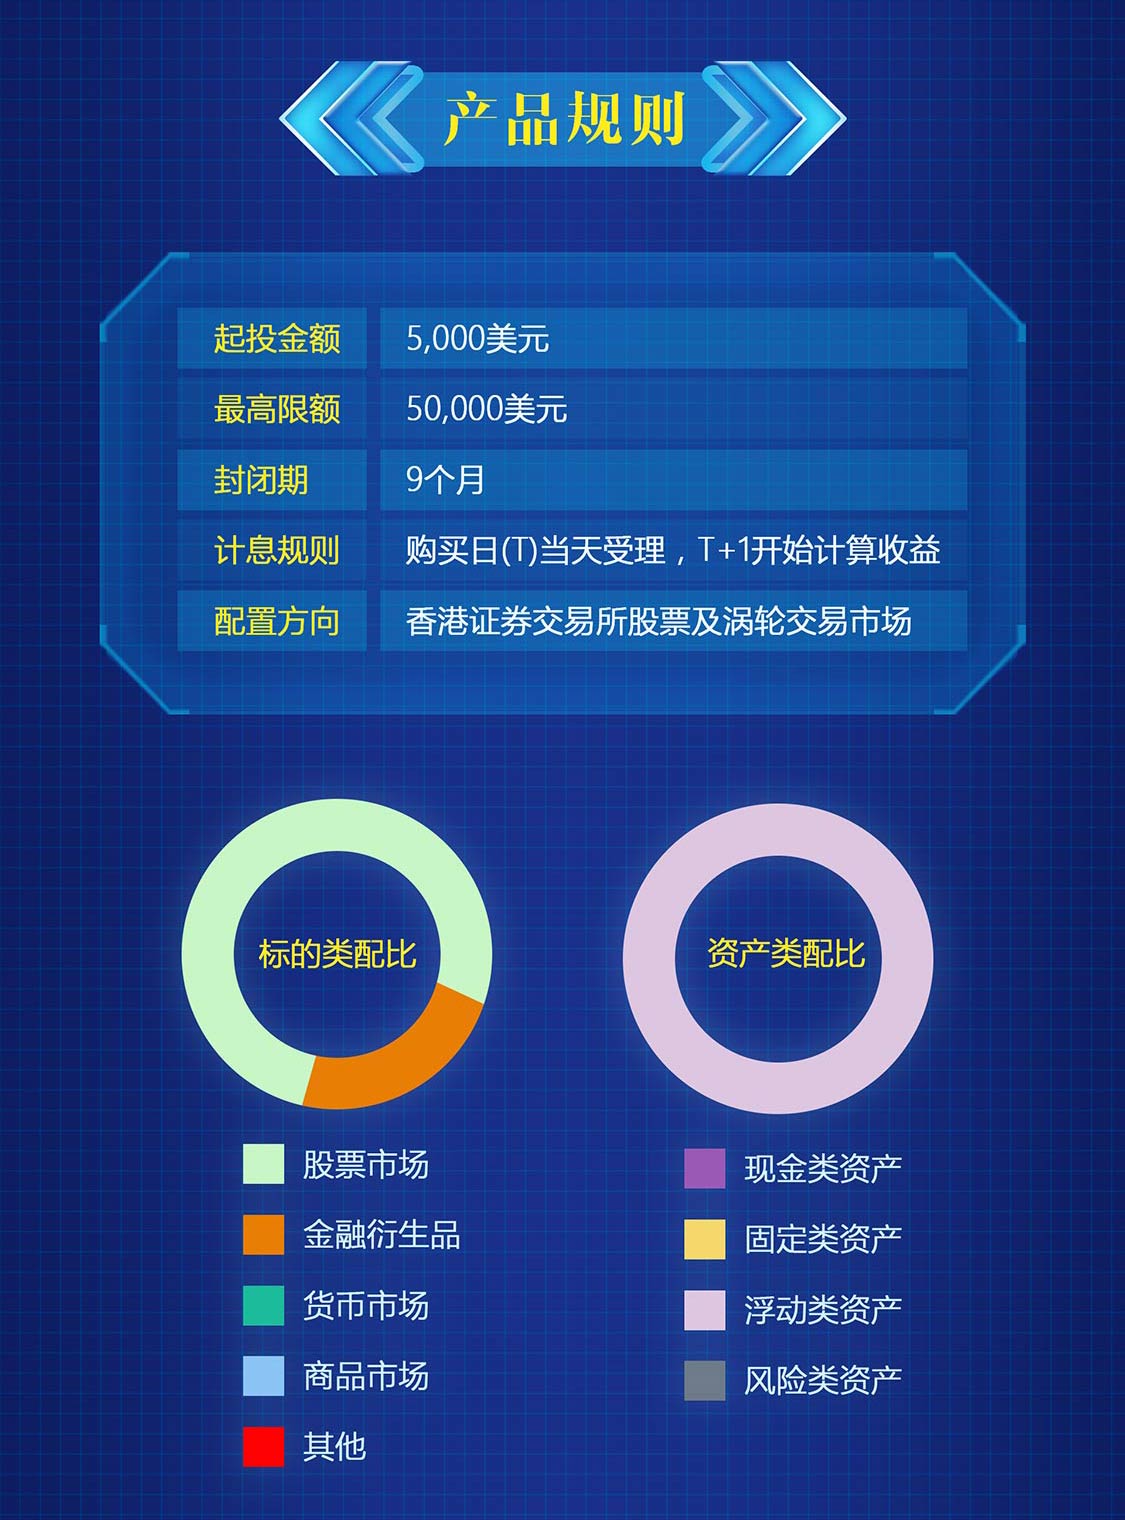 产品规则
起投金额 5,000美元
最高限额 50,000美元
封闭期 9个月
计息规则 购买日(T)当天受理，T+1开始计算收益
配置方向 香港证券交易所股票及涡轮交易市场
标的类配比
股票市场
金融衍生品
货币市场
商品市场
其他
资产类配比
现金类资产
固定类资产
浮动类资产
风险类资产